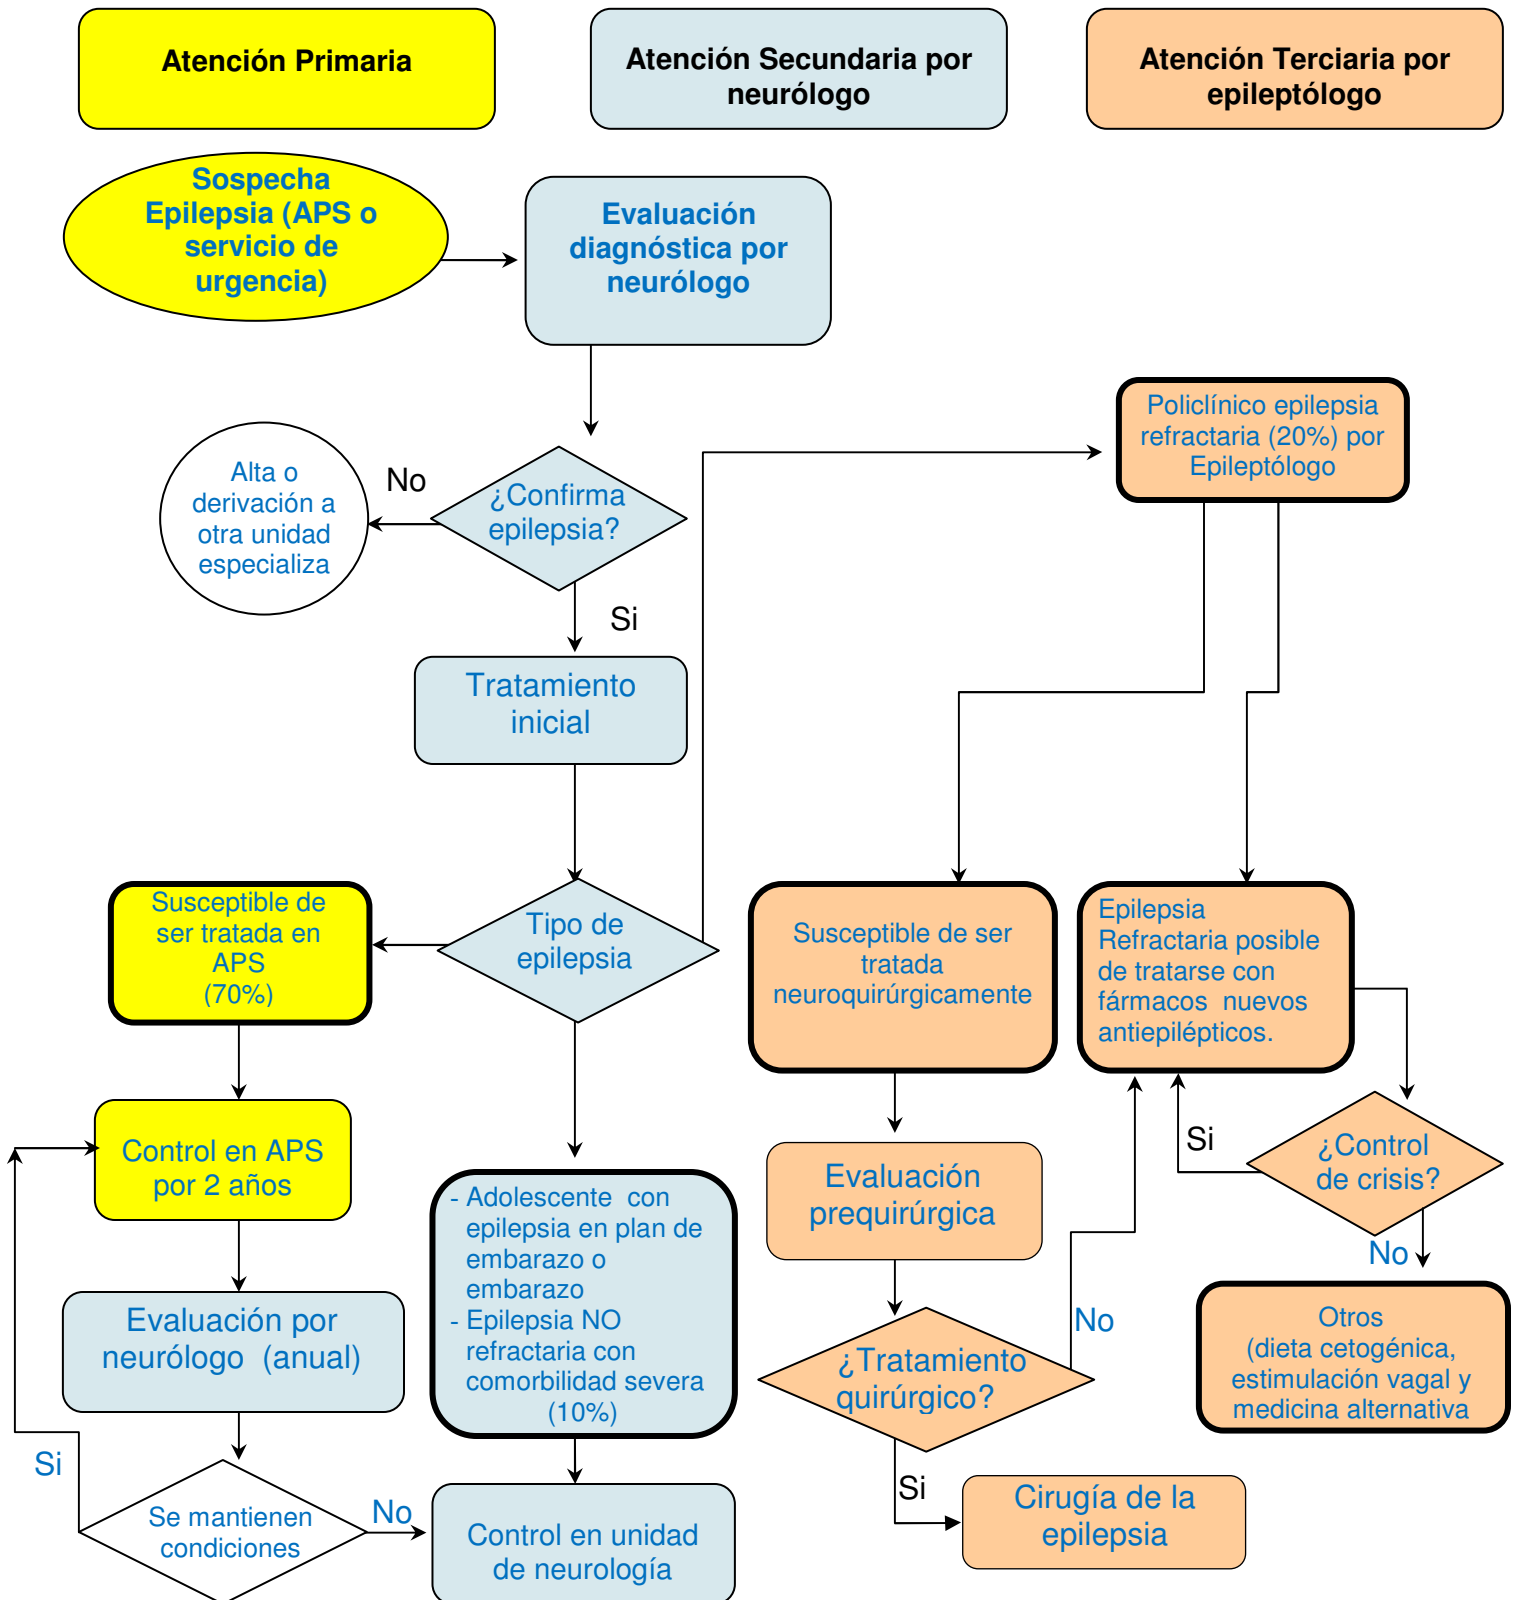 Atención Primaria
Atención Secundaria por
neurólogo
Atención Terciaria por
epileptólogo
Sospecha
Epilepsia (APS o
servicio de
urgencia)
Evaluación
diagnóstica por
neurólogo
Policlínico epilepsia
refractaria (20%) por
Epileptólogo
Alta o
derivación a
otra unidad
especializa
No
¿Confirma
epilepsia?
Si
Tratamiento
inicial
Susceptible de
ser tratada en
APS
(70%)
Tipo de
epilepsia
Susceptible de ser
tratada
neuroquirúrgicamente
Epilepsia
Refractaria posible
de tratarse con
fármacos nuevos
antiepilépticos.
Control en APS
por 2 años
- Adolescente con
epilepsia en plan de
embarazo o
embarazo
- Epilepsia NO
refractaria con
comorbilidad severa
(10%)
Evaluación
prequirúrgica
Si
¿Control
de crisis?
No
Evaluación por
neurólogo (anual)
No
¿Tratamiento
quirúrgico?
Otros
(dieta cetogénica,
estimulación vagal y
medicina alternativa
Si
Se mantienen
condiciones
No
Control en unidad
de neurología
Si
Cirugía de la
epilepsia